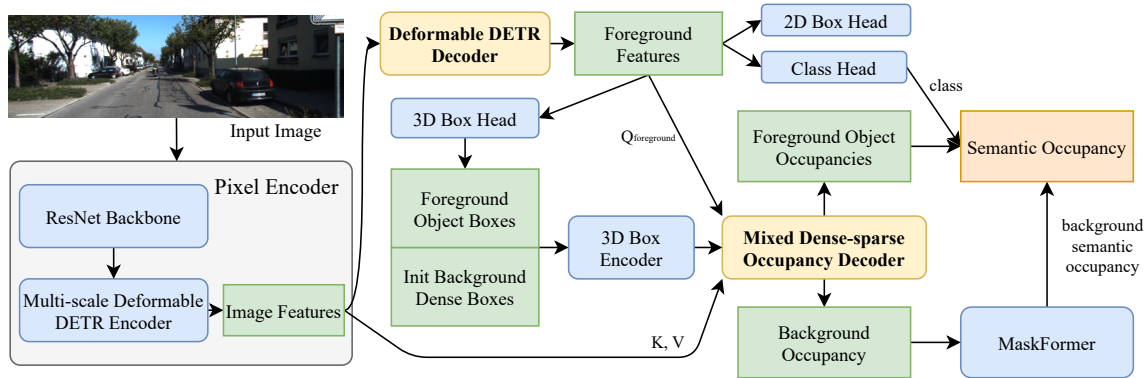 Input Image
Pixel Encoder
ResNet Backbone
Multi-scale Deformable
DETR Encoder
Image Features
Deformable DETR
Decoder
Foreground
Features
2D Box Head
Class Head
class
3D Box Head
Qforeground
Foreground
Object Boxes
Init Background
Dense Boxes
3D Box
Encoder
K, V
Mixed Dense-sparse
Occupancy Decoder
Foreground Object
Occupancies
Semantic Occupancy
background
semantic
occupancy
Background
Occupancy
MaskFormer